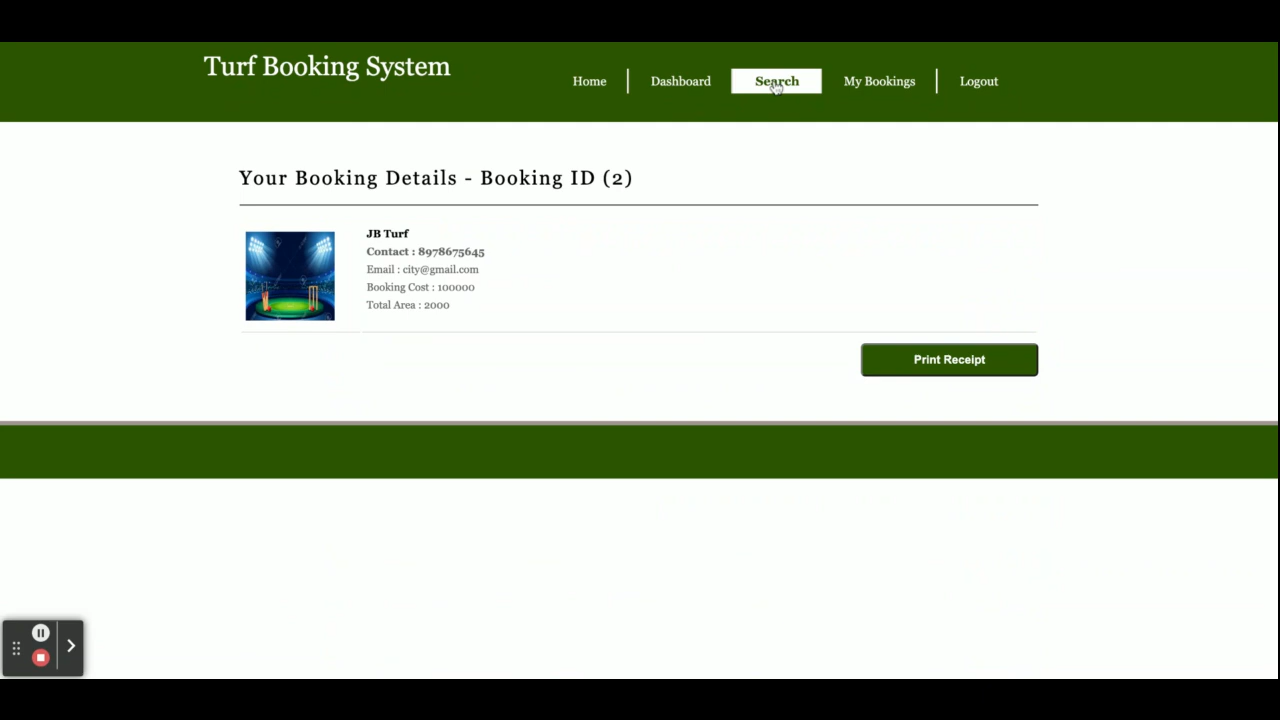 Turf Booking System
Home
Dashboard
Search
My Bookings
Logout
Your Booking Details - Booking ID (2)
JB Turf
Contact : 8978675645
Email : city@gmail.com
Booking Cost : 100000
Total Area : 2000
Print Receipt